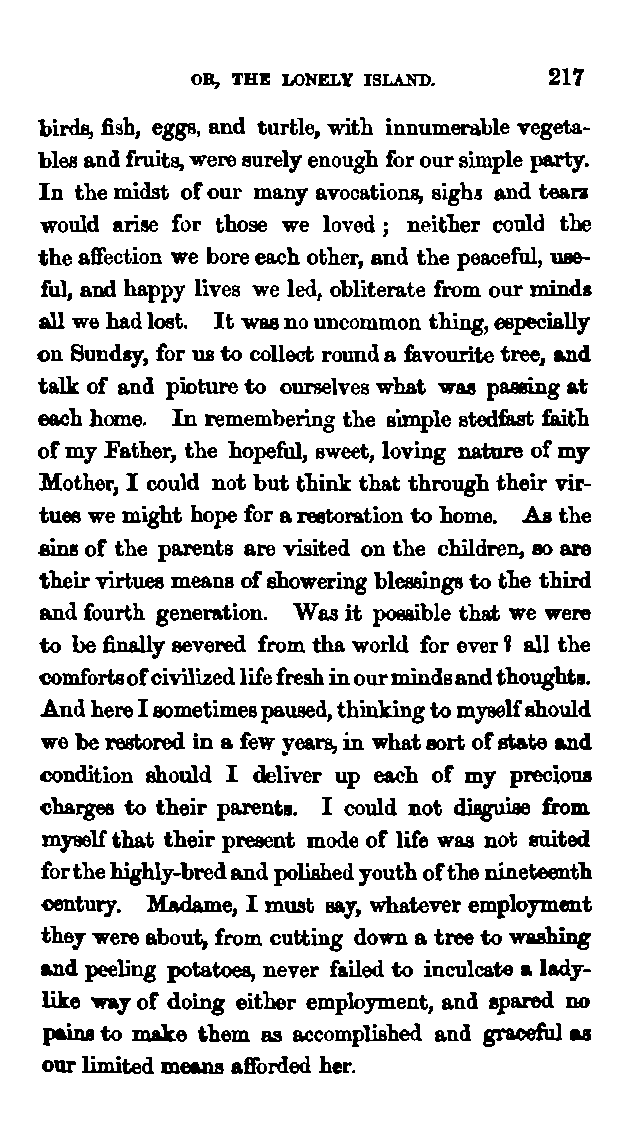 OR, THE LONELY ISLAND. 217
birds, fish, eggs, and turtle, with innumerable vegeta-
bles and fruits, were surely enough for our simple party.
In the midst of our many avocations, sighs and tears
would arise for those we loved ; neither could the
the affection we bore each other, and the peaceful, use-
ful, and happy lives we led, obliterate from our minds
all we had lost. It was no uncommon thing, especially
on Sunday, for us to collect round a favourite tree, and
talk of and picture to ourselves what was passing at
each home. In remembering the simple stedfast faith
of my Father, the hopeful, sweet, loving nature of my
Mother, I could not but think that through their vir-
tues we might hope for a restoration to home. As the
sins of the parents are visited on the children, so are
their virtues means of showering blessings to the third
and fourth generation. Was it possible that we were
to be finally severed from tha world for ever ? all the
comforts of civilized life fresh in our minds and thoughts.
And here I sometimes paused, thinking to myself should
we be restored in a few years, in what sort of state and
condition should I deliver up each of my precious
charges to their parents. I could not disguise from
myself that their present mode of life was not suited
for the highly-bred and polished youth of the nineteenth
century. Madame, I must say, whatever employment
they were about, from cutting down a tree to washing
and peeling potatoes, never failed to inculcate a lady-
like way of doing either employment, and spared no
pains to make them as accomplished and graceful as
our limited means afforded her.